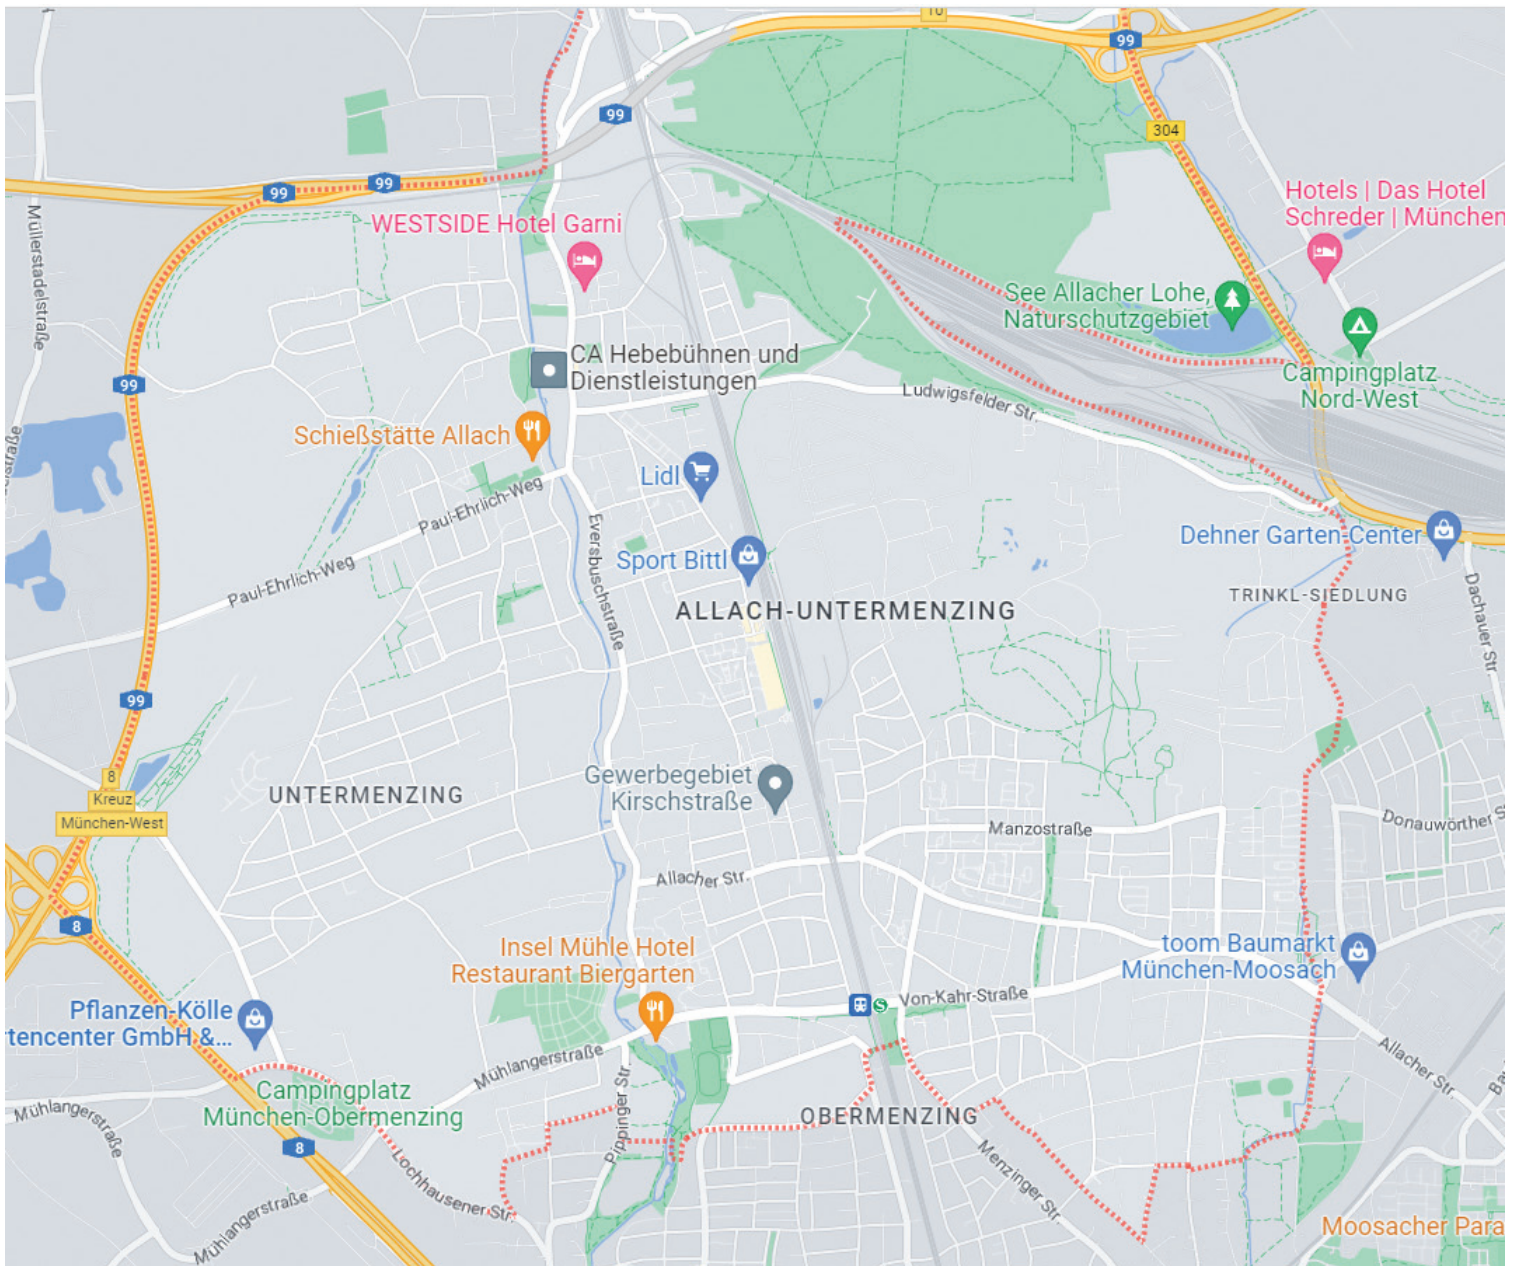 10
99
99
304
99
99
Hotels | Das Hotel
Schreder | München
WESTSIDE Hotel Garni
Müllerstadelstraße
See Allacher Lohe,
Naturschutzgebiet
CA Hebebühnen und
Dienstleistungen
Campingplatz
Nord-West
99
Ludwigsfelder Str.
Schießstätte Allach
Lidl
Paul-Ehrlich-Weg
Eversbuschstraße
Dehner Garten-Center
Sport Bittl
Paul-Ehrlich-Weg
ALLACH-UNTERMENZING
TRINKL-SIEDLUNG
Dachauer Str
99
8
Kreuz
München-West
UNTERMENZING
Gewerbegebiet
Kirschstraße
Manzostraße
Donauwörther S
Allacher Str.
8
Insel Mühle Hotel
Restaurant Biergarten
toom Baumarkt
München-Moosach
Von-Kahr-Straße
S
Pflanzen-Kölle
rtencenter GmbH &...
Mühlangerstraße
Allacher Str.
Campingplatz
München-Obermenzing
Mühlangerstraße
Pippinger Str.
OBERMENZING
8
Lochhausener Str.
Menzinger Str.
Mühlangerstraße
Moosacher Para